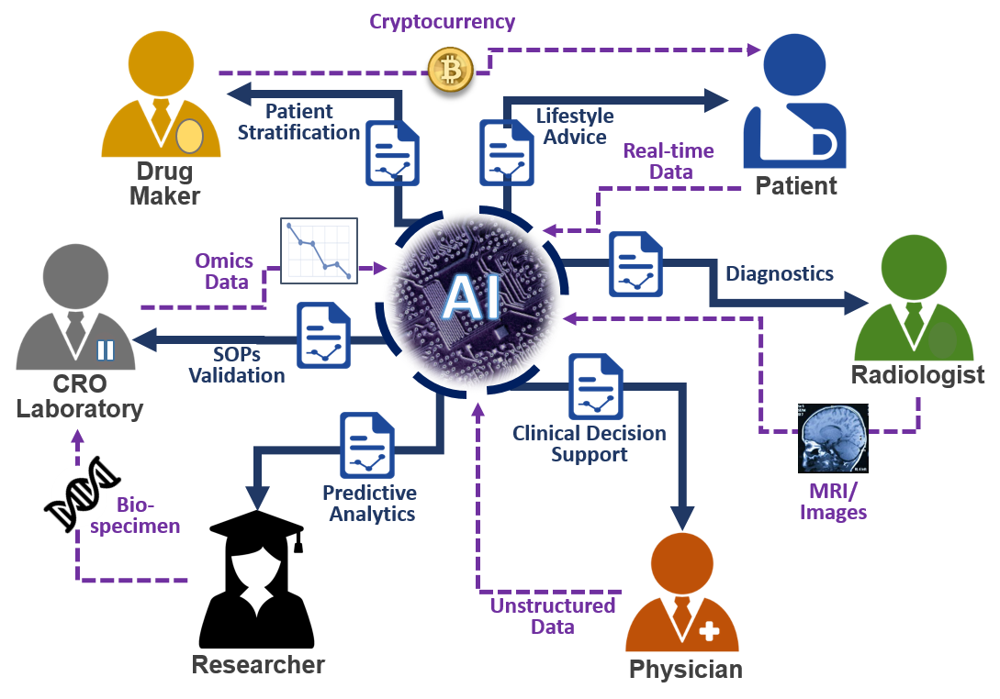 Cryptocurrency
Patient
Stratification
Lifestyle
Advice
Real-time
Data
Drug
Maker
Patient
Omics
Data
AI
Diagnostics
SOPs
Validation
CRO
Laboratory
Radiologist
Clinical Decision
Support
Predictive
Analytics
MRI/
Images
Bio-
specimen
Unstructured
Data
Researcher
Physician